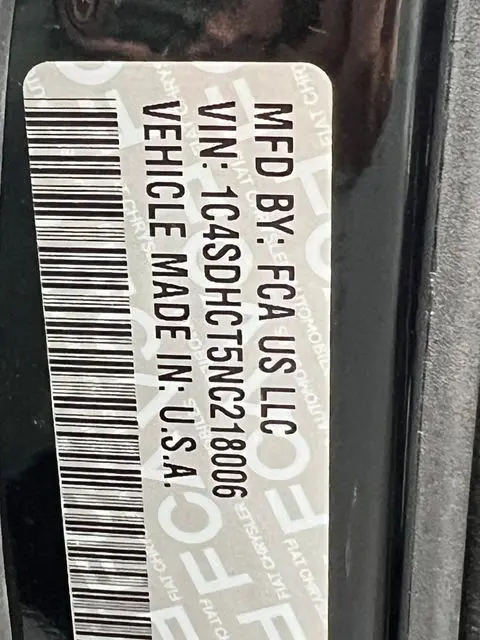 MFD BY: FCA US LLC
VIN: 1C4SDHCT5NC218006
VEHICLE MADE IN: U.S.A.